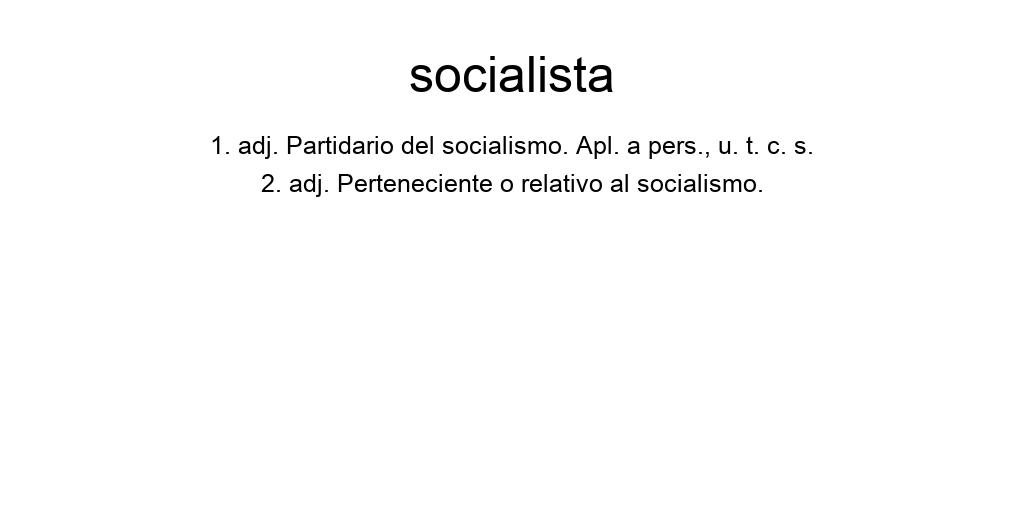 socialista
1. adj. Partidario del socialismo. Apl. a pers., u. t. c. s.
2. adj. Perteneciente o relativo al socialismo.